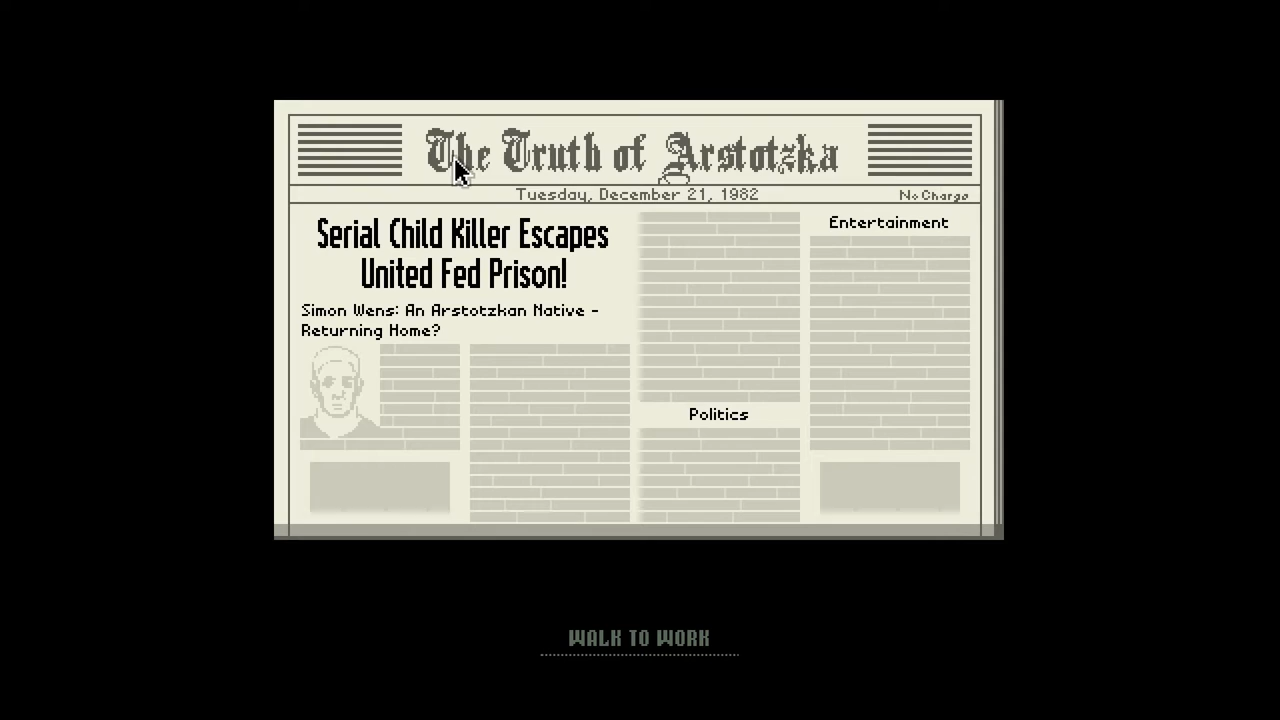 The Truth of Arstotzka
Tuesday, December 21, 1982
No Charge
Serial Child Killer Escapes
United Fed Prison!
Simon Wens: An Arstotzkan Native -
Returning Home?
Politics
Entertainment
WALK TO WORK